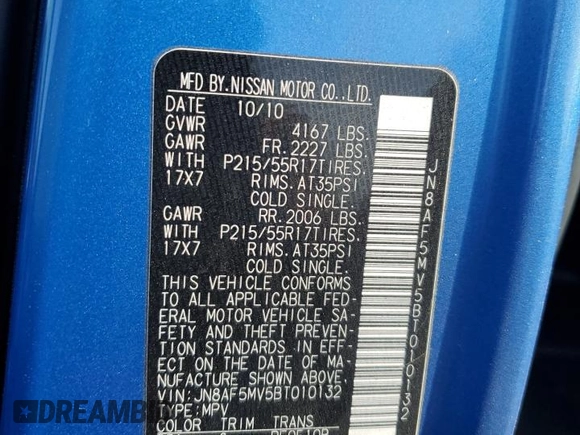 MFD BY.NISSAN MOTOR CO.,LTD.
DATE 10/10
GVWR 4167 LBS.
GAWR FR. 2227 LBS.
WITH P215/55R17TIRES.
17X7 RIMS.AT35PSI
COLD SINGLE.
GAWR RR. 2006 LBS.
WITH P215/55R17TIRES.
17X7 RIMS.AT35PSI
COLD SINGLE.
THIS VEHICLE CONFORMS
TO ALL APPLICABLE FED-
ERAL MOTOR VEHICLE SA-
FETY AND THEFT PREVEN-
TION STANDARDS IN EFF-
ECT ON THE DATE OF MA-
NUFACTURE SHOWN ABOVE.
VIN:JN8AF5MV5BT010132
TYPE:MPV
COLOR TRIM TRANS
JN8AF5MV5BT010132
DREAMBID